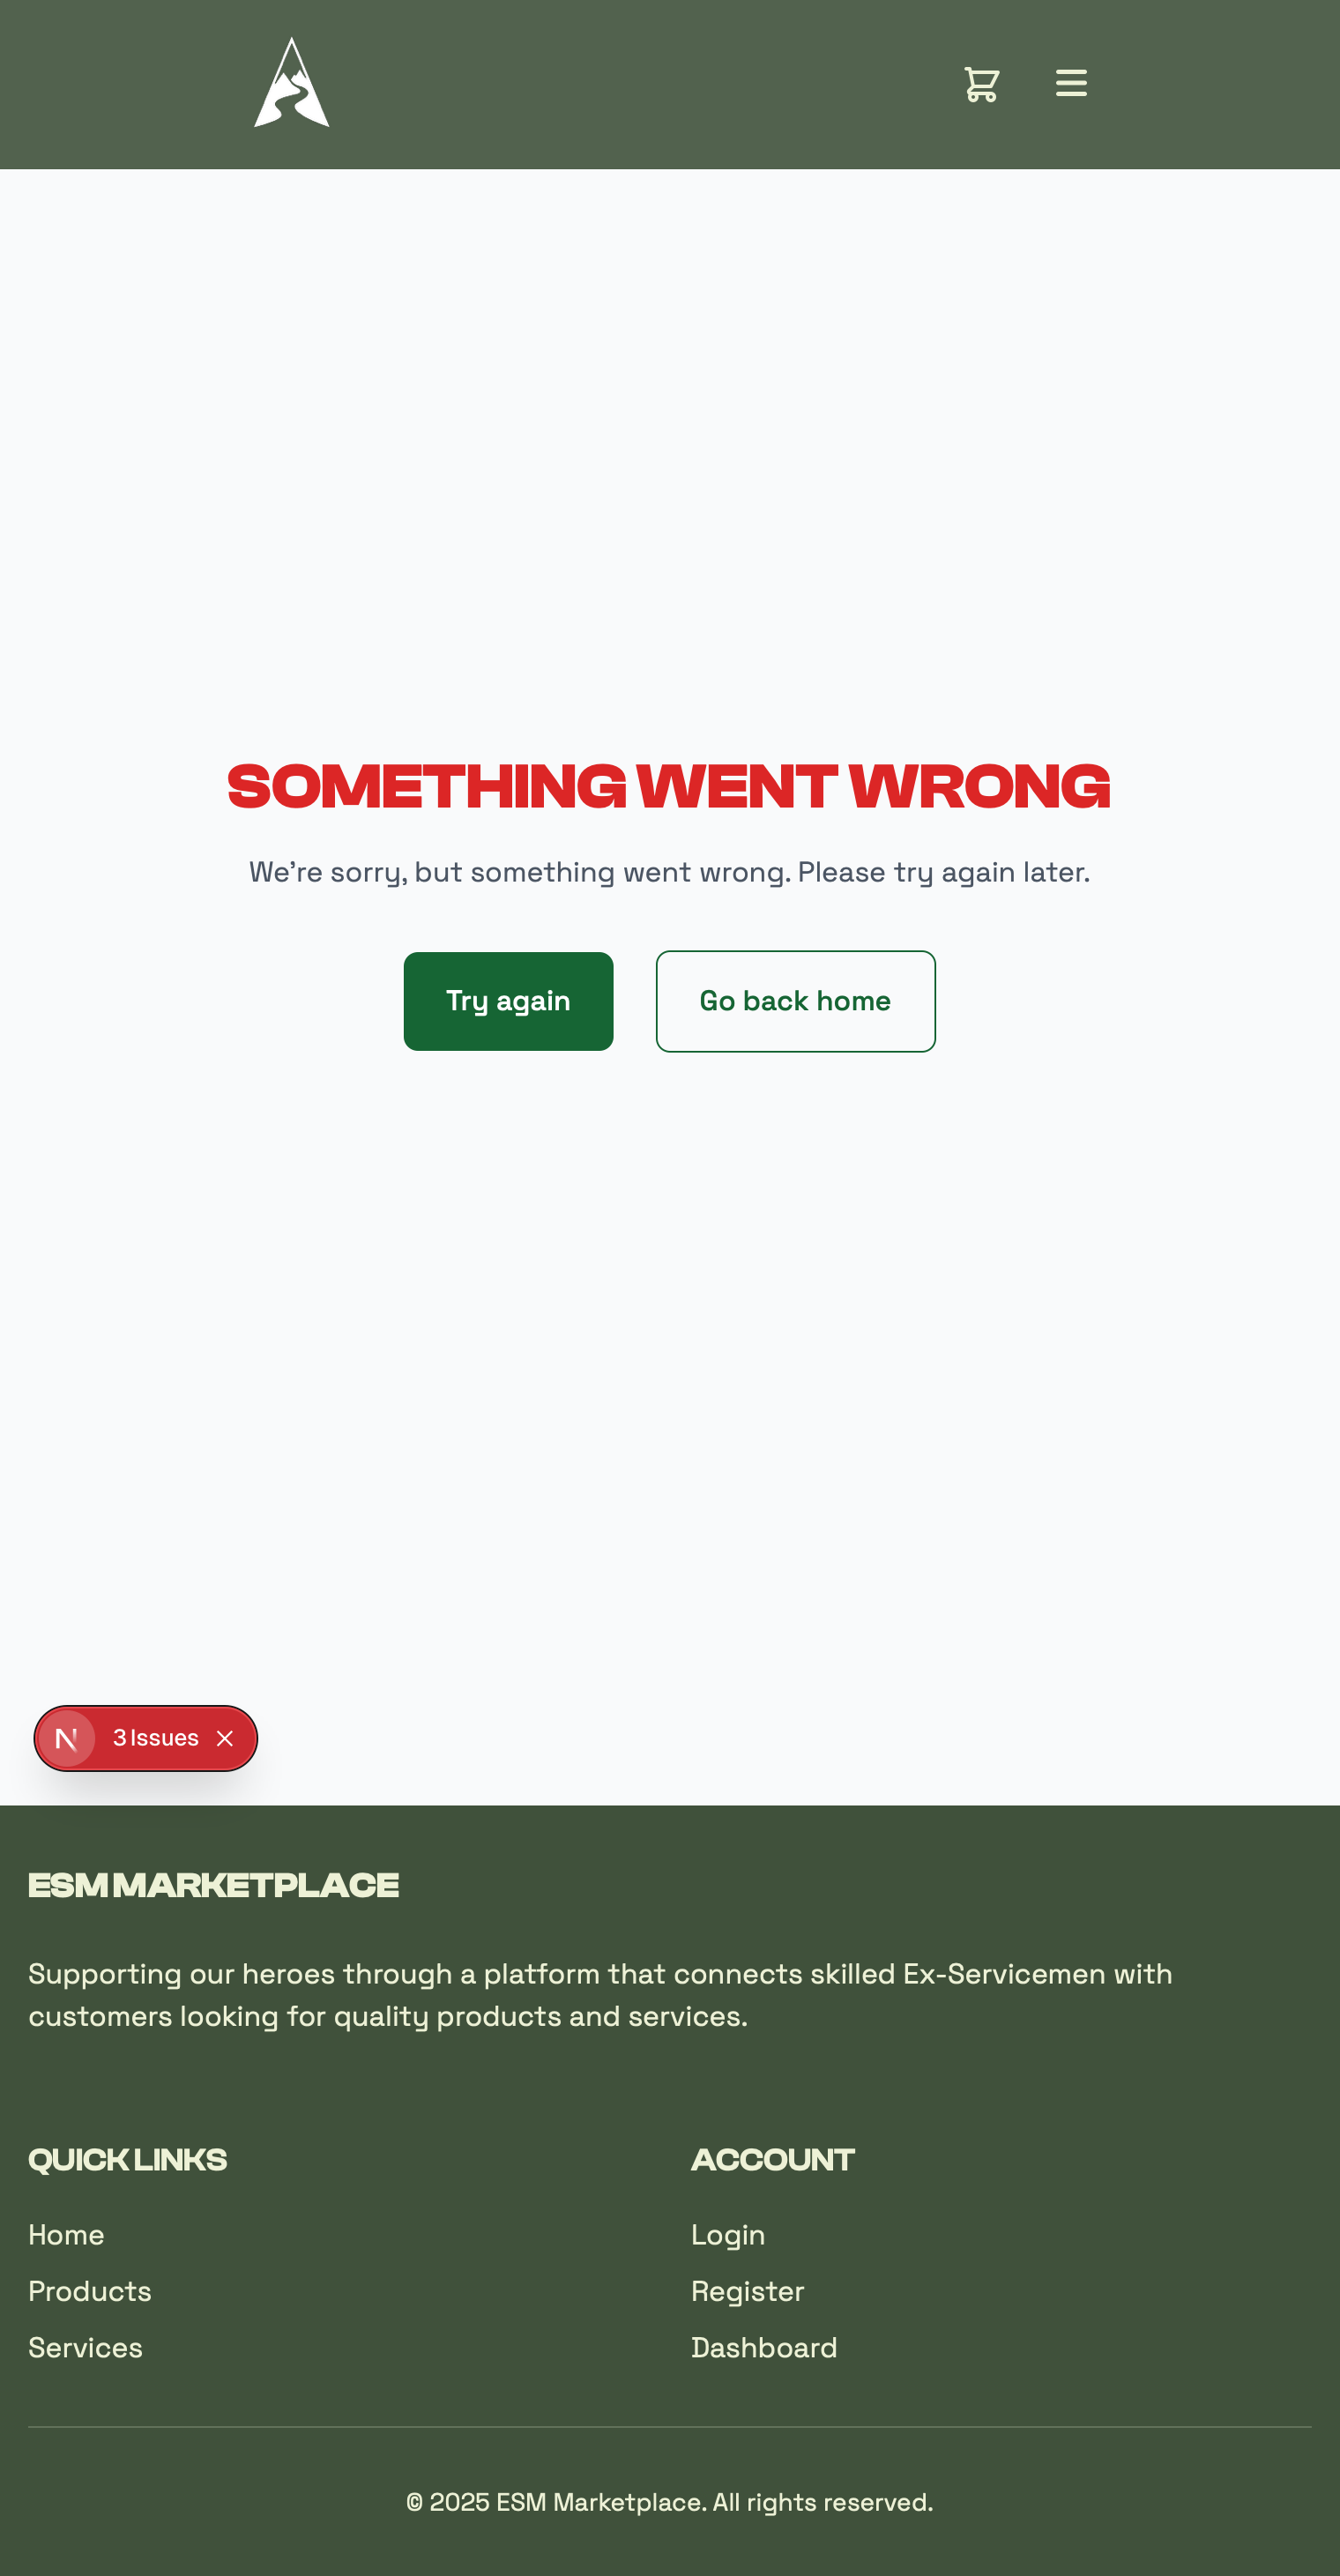 SOMETHING WENT WRONG
We're sorry, but something went wrong. Please try again later.
Try again
Go back home
N
3 Issues
ESM MARKETPLACE
Supporting our heroes through a platform that connects skilled Ex-Servicemen with
customers looking for quality products and services.
QUICK LINKS
Home
Products
Services
ACCOUNT
Login
Register
Dashboard
© 2025 ESM Marketplace. All rights reserved.